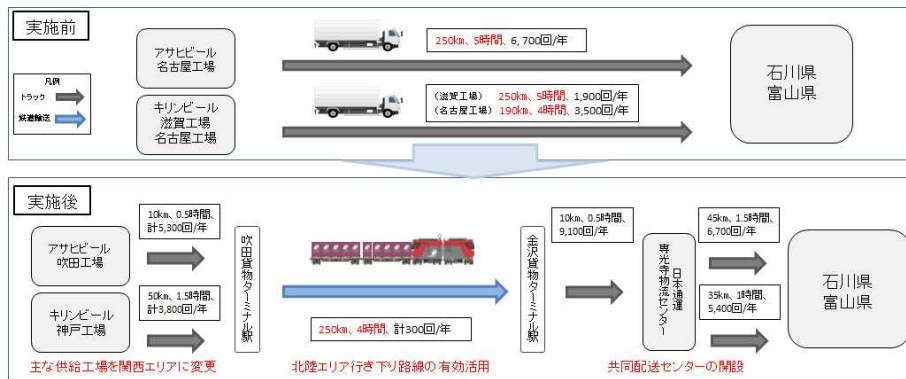 実施前
凡例
トラック
鉄道輸送
アサヒビール
名古屋工場
キリンビール
滋賀工場
名古屋工場
250km、5時間、6,700回/年
(滋賀工場) 250km、5時間、1,900回/年
(名古屋工場) 190km、4時間、3,500回/年
石川県
富山県
実施後
アサヒビール
吹田工場
キリンビール
神戸工場
10km、0.5時間、
計5,300回/年
50km、1.5時間、
計3,800回/年
吹田貨物ターミナル駅
250km、4時間、計300回/年
金沢貨物ターミナル駅
10km、0.5時間、
9,100回/年
日本通運
専光寺物流センター
45km、1.5時間、
6,700回/年
35km、1時間、
5,400回/年
石川県
富山県
主な供給工場を関西エリアに変更
北陸エリア行き下り路線の有効活用
共同配送センターの開設